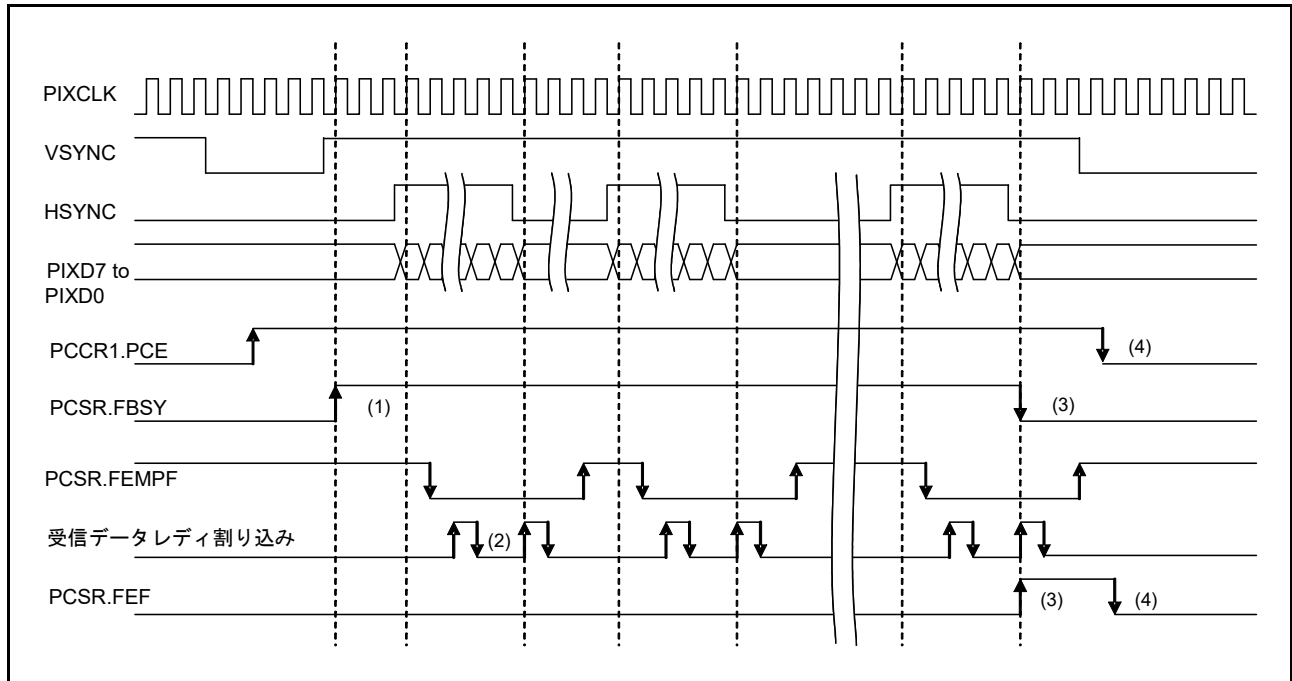 PIXCLK
VSYNC
HSYNC
PIXD7 to
PIXD0
PCCR1.PCE
(4)
PCSR.FBSY
(1)
(3)
PCSR.FEMPF
受信データレディ割り込み
(2)
PCSR.FEF
(3)
(4)